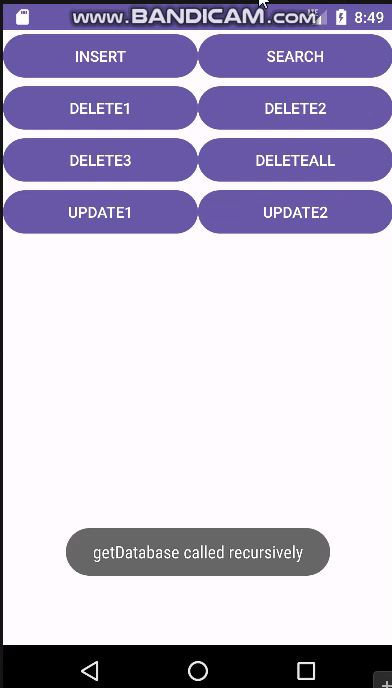 www.BANDICAM.com
8:49
INSERT SEARCH
DELETE1 DELETE2
DELETE3 DELETEALL
UPDATE1 UPDATE2
getDatabase called recursively